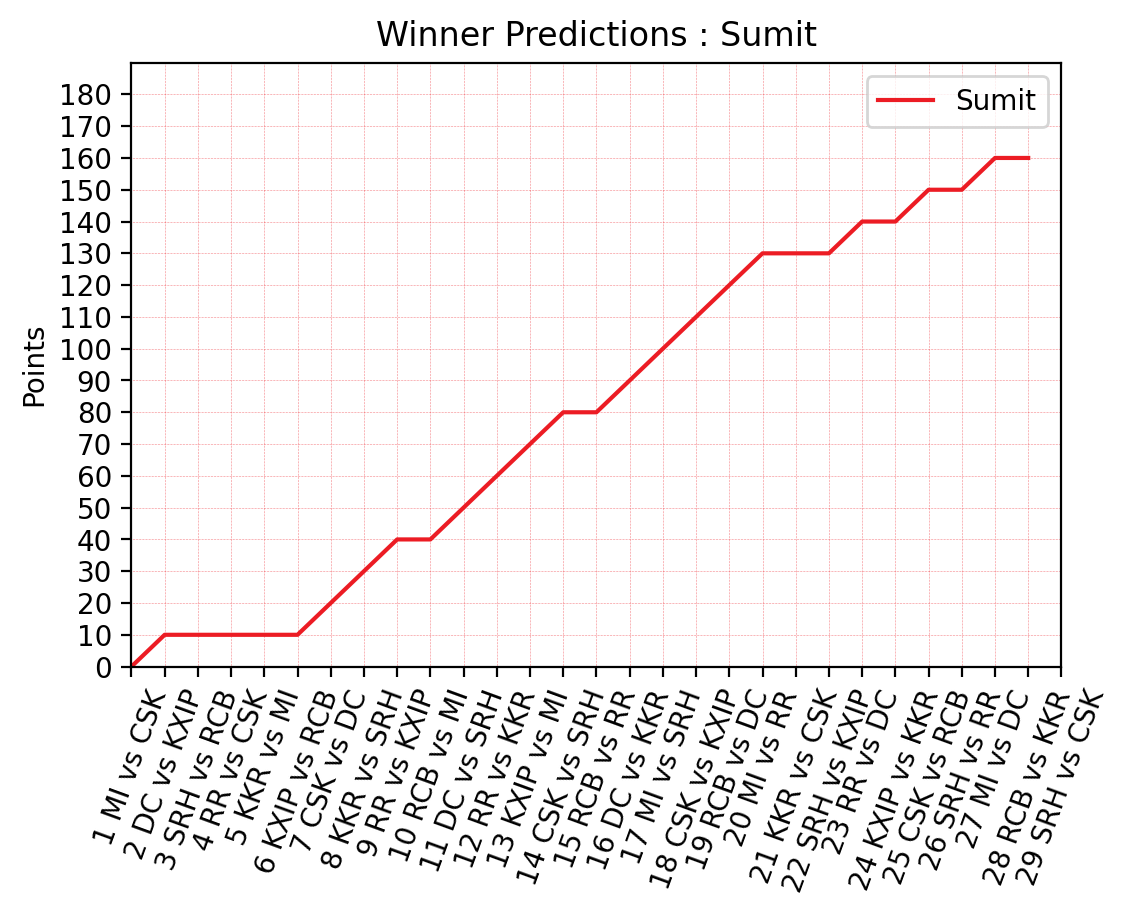 Winner Predictions : Sumit
Sumit
Points
180
170
160
150
140
130
120
110
100
90
80
70
60
50
40
30
20
10
0
1 MI vs CSK
2 DC vs KXIP
3 SRH vs RCB
4 RR vs CSK
5 KKR vs MI
6 KXIP vs RCB
7 CSK vs DC
8 KKR vs SRH
9 RR vs KXIP
10 RCB vs MI
11 DC vs SRH
12 RR vs KKR
13 KXIP vs MI
14 CSK vs SRH
15 RCB vs RR
16 DC vs KKR
17 MI vs SRH
18 CSK vs KXIP
19 RCB vs DC
20 MI vs RR
21 KKR vs CSK
22 SRH vs KXIP
23 RR vs DC
24 KXIP vs KKR
25 CSK vs RCB
26 SRH vs RR
27 MI vs DC
28 RCB vs KKR
29 SRH vs CSK